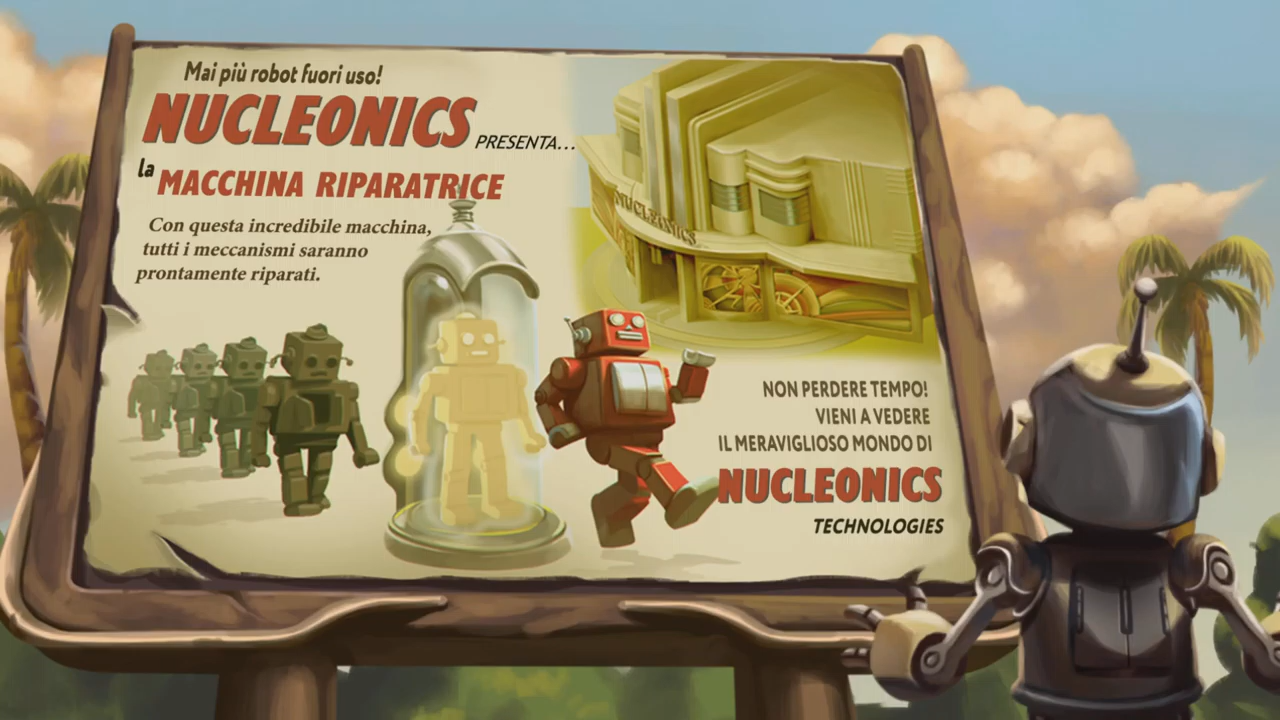 Mai più robot fuori uso!
NUCLEONICS PRESENTA...
la MACCHINA RIPARATRICE
Con questa incredibile macchina,
tutti i meccanismi saranno
prontamente riparati.
NUCLEONICS
NON PERDERE TEMPO!
VIENI A VEDERE
IL MERAVIGLIOSO MONDO DI
NUCLEONICS
TECHNOLOGIES